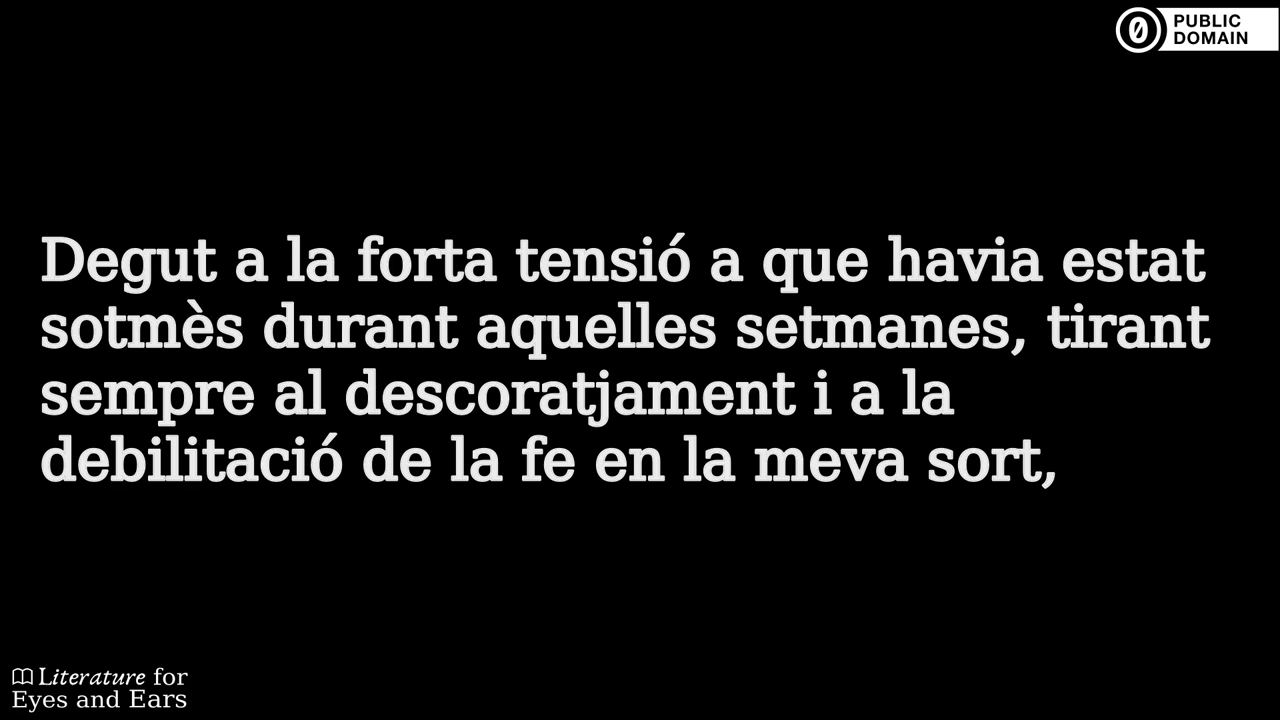 PUBLIC
DOMAIN
Degut a la forta tensió a que havia estat
sotmès durant aquelles setmanes, tirant
sempre al descoratjament i a la
debilitació de la fe en la meva sort,
Literature for
Eyes and Ears